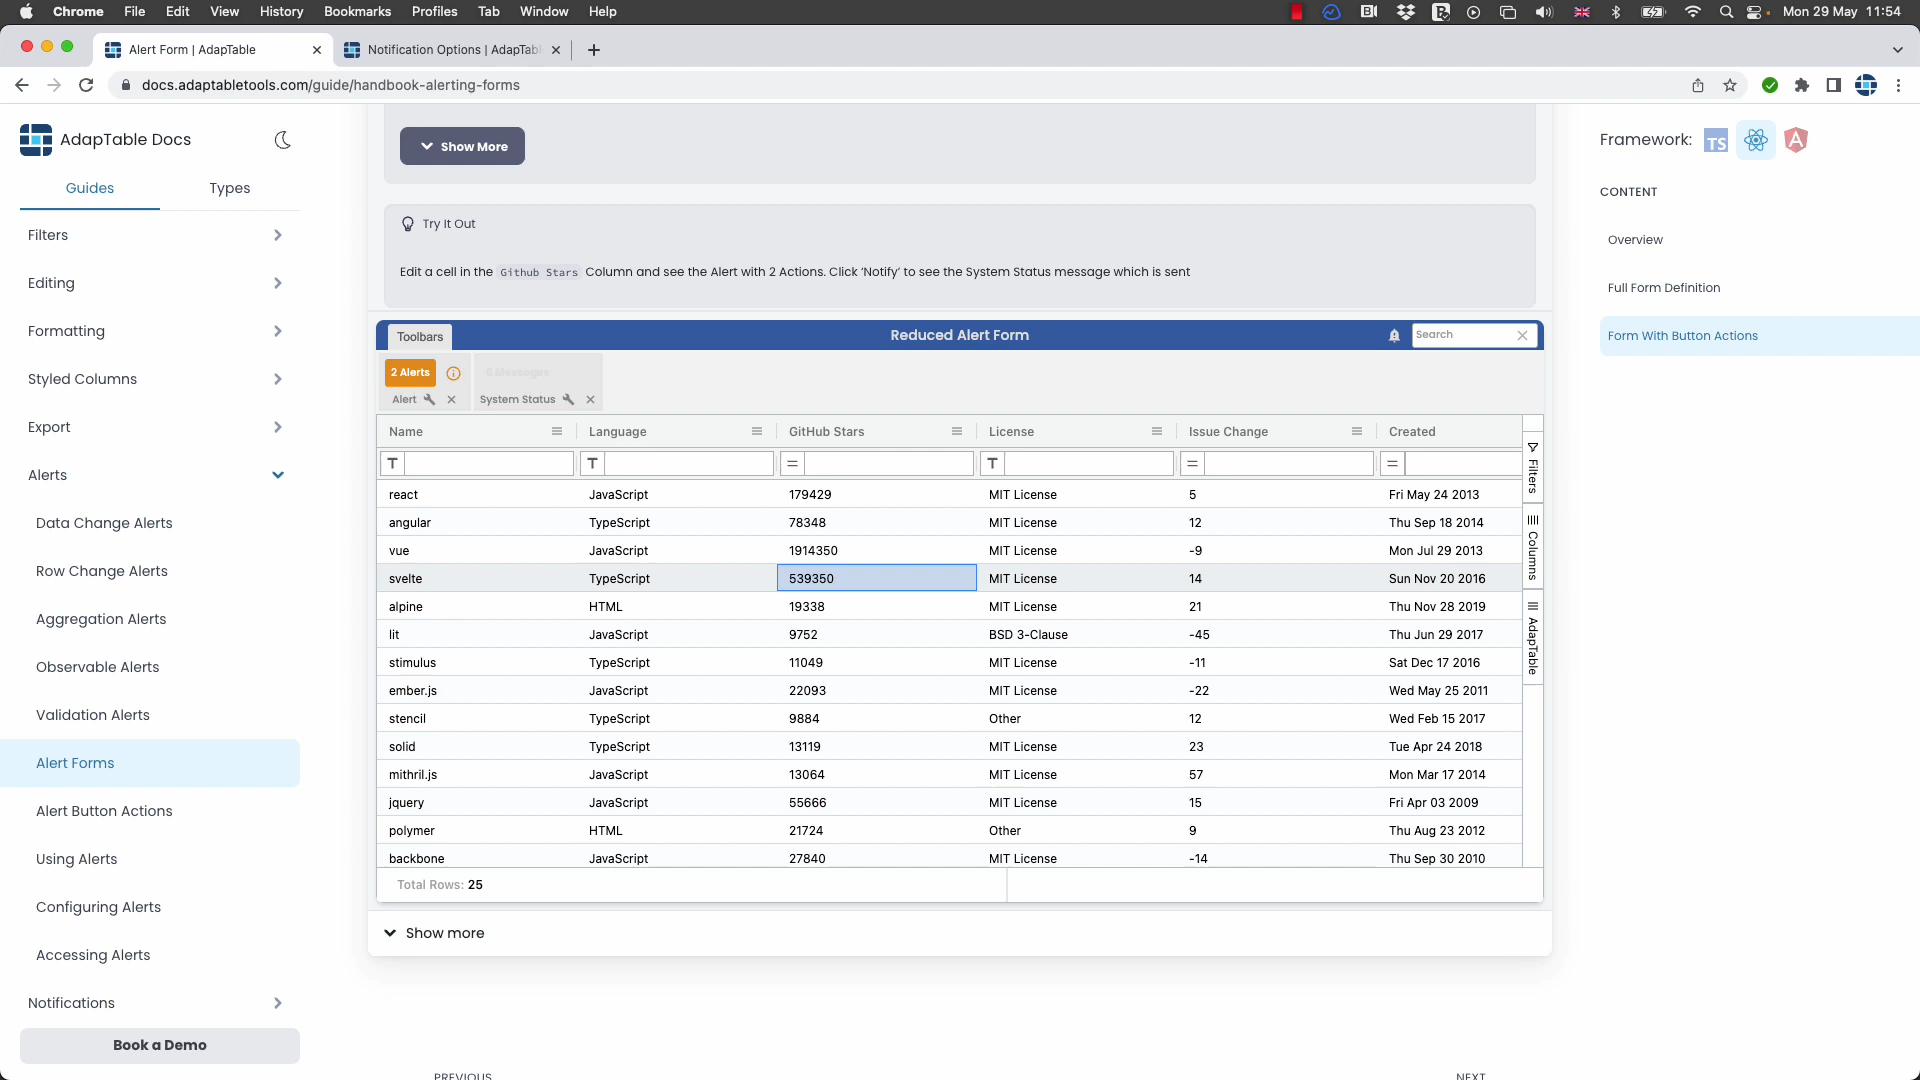 Chrome File Edit View History Bookmarks Profiles Tab Window Help Mon 29 May 11:54
Alert Form | AdapTable
Notification Options | AdapTab
docs.adaptabletools.com/guide/handbook-alerting-forms
AdapTable Docs
Guides Types
Filters
Editing
Formatting
Styled Columns
Export
Alerts
Data Change Alerts
Row Change Alerts
Aggregation Alerts
Observable Alerts
Validation Alerts
Alert Forms
Alert Button Actions
Using Alerts
Configuring Alerts
Accessing Alerts
Notifications
Book a Demo
Show More
Try It Out
Edit a cell in the Github Stars Column and see the Alert with 2 Actions. Click ‘Notify’ to see the System Status message which is sent
Toolbars Reduced Alert Form Search
2 Alerts 6 Messages
Alert System Status
Name Language GitHub Stars License Issue Change Created
react JavaScript 179429 MIT License 5 Fri May 24 2013
angular TypeScript 78348 MIT License 12 Thu Sep 18 2014
vue JavaScript 1914350 MIT License -9 Mon Jul 29 2013
svelte TypeScript 539350 MIT License 14 Sun Nov 20 2016
alpine HTML 19338 MIT License 21 Thu Nov 28 2019
lit JavaScript 9752 BSD 3-Clause -45 Thu Jun 29 2017
stimulus TypeScript 11049 MIT License -11 Sat Dec 17 2016
ember.js JavaScript 22093 MIT License -22 Wed May 25 2011
stencil TypeScript 9884 Other 12 Wed Feb 15 2017
solid TypeScript 13119 MIT License 23 Tue Apr 24 2018
mithril.js JavaScript 13064 MIT License 57 Mon Mar 17 2014
jquery JavaScript 55666 MIT License 15 Fri Apr 03 2009
polymer HTML 21724 Other 9 Thu Aug 23 2012
backbone JavaScript 27840 MIT License -14 Thu Sep 30 2010
Total Rows: 25
Filters
Columns
AdapTable
Show more
PREVIOUS NEXT
Framework: TS
CONTENT
Overview
Full Form Definition
Form With Button Actions